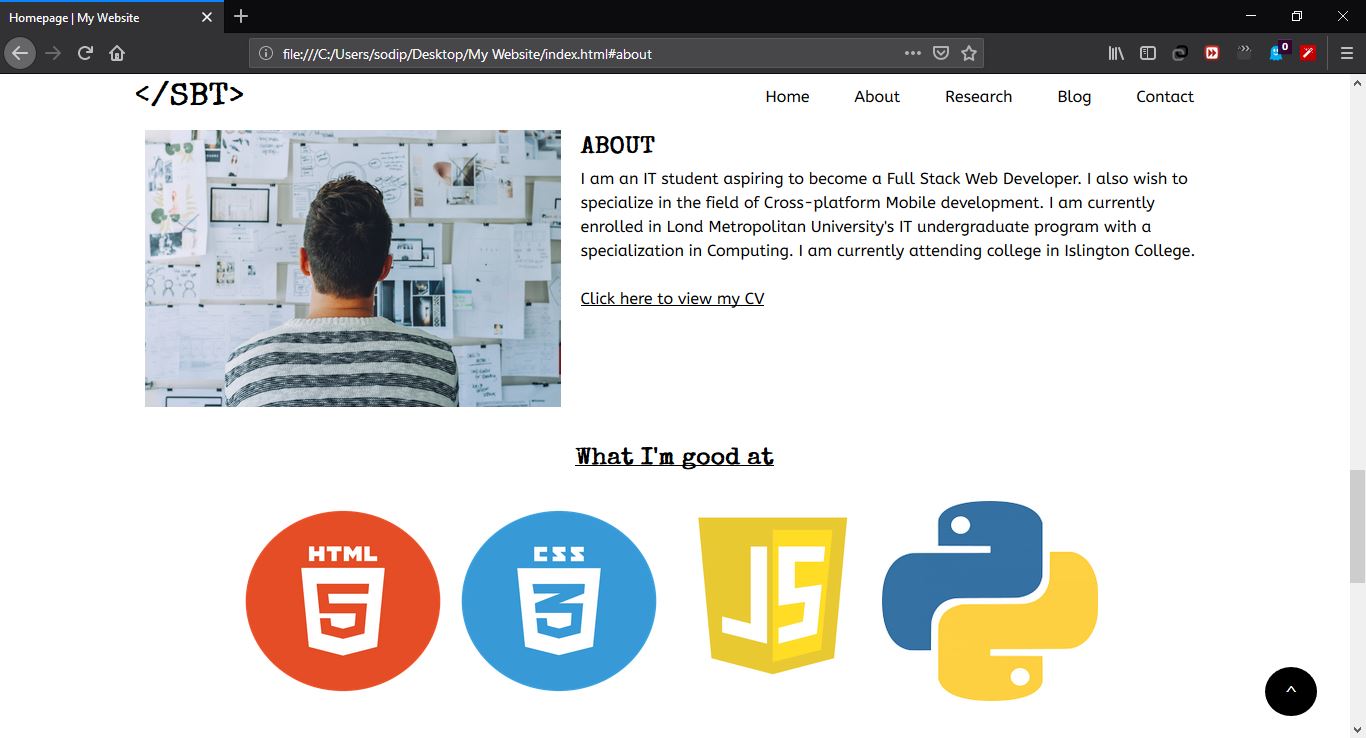 Homepage | My Website
file:///C:/Users/sodip/Desktop/My Website/index.html#about
0
</SBT>
Home About Research Blog Contact
ABOUT
I am an IT student aspiring to become a Full Stack Web Developer. I also wish to
specialize in the field of Cross-platform Mobile development. I am currently
enrolled in Lond Metropolitan University's IT undergraduate program with a
specialization in Computing. I am currently attending college in Islington College.
Click here to view my CV
What I'm good at
HTML
5
CSS
3
JS